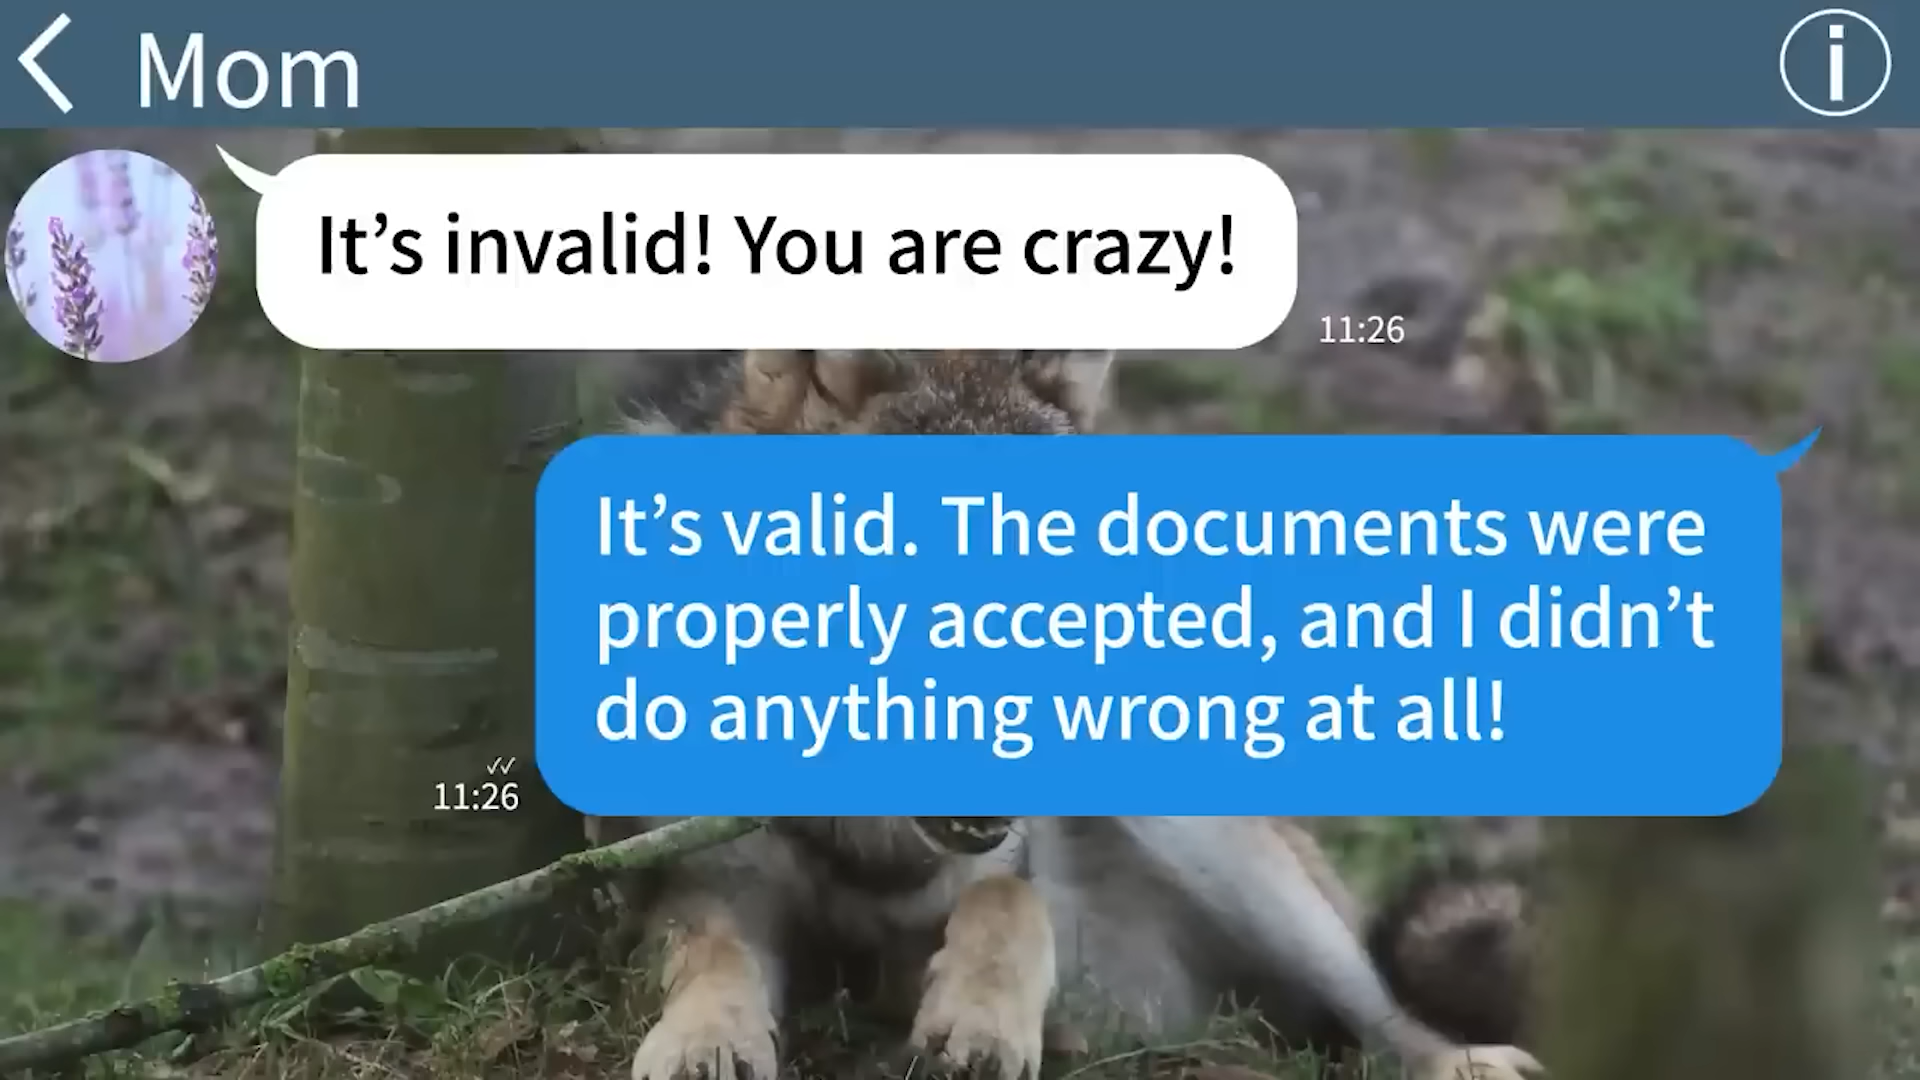 Mom
It’s invalid! You are crazy!
11:26
It’s valid. The documents were
properly accepted, and I didn’t
do anything wrong at all!
11:26